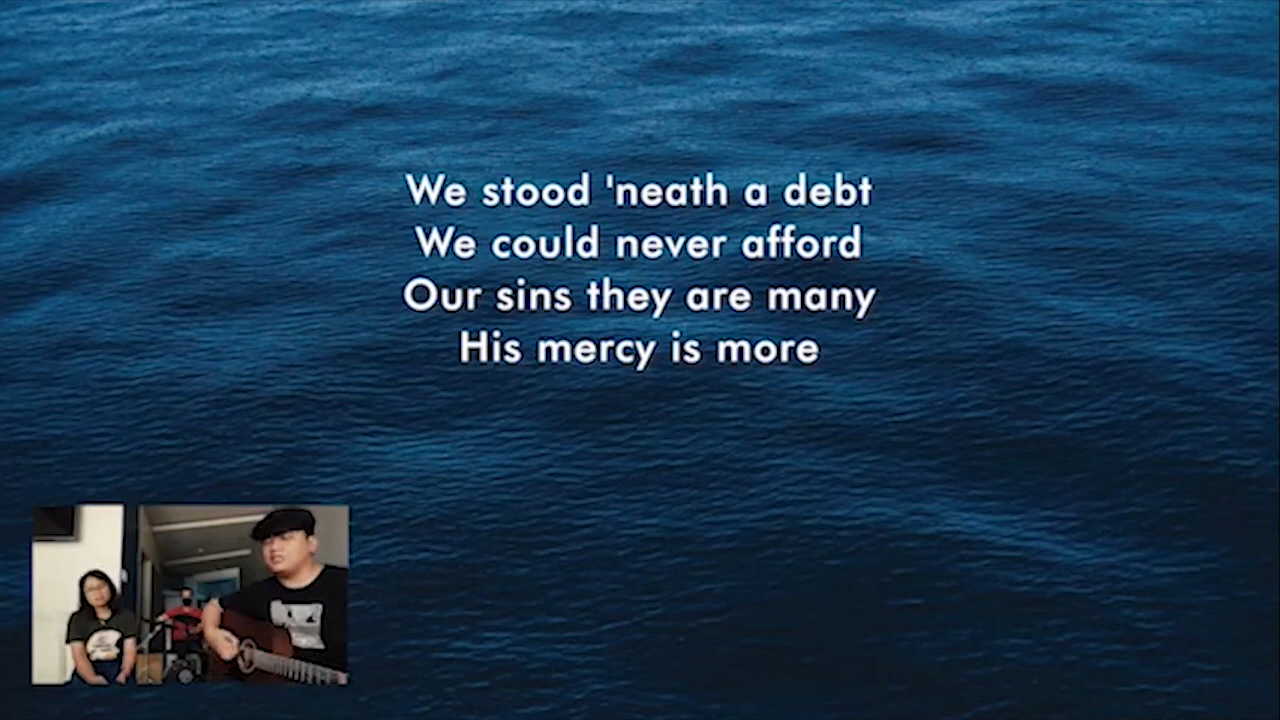 We stood 'neath a debt
We could never afford
Our sins they are many
His mercy is more